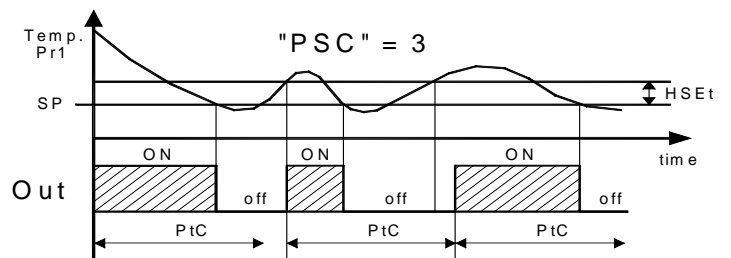 Temp.
Pr1
"PSC" = 3
HSEt
SP
time
ON
ON
ON
Out
off
off
off
PtC
PtC
PtC